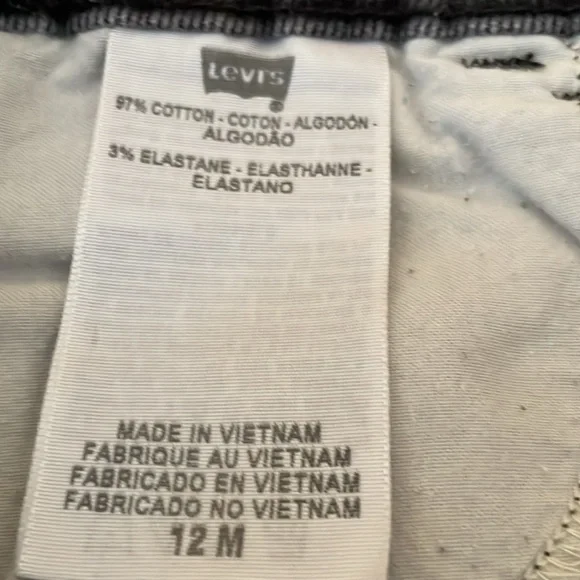 Levi's
®
97% COTTON - COTON - ALGODÓN -
ALGODÃO
3% ELASTANE - ELASTHANNE -
ELASTANO
MADE IN VIETNAM
FABRIQUE AU VIETNAM
FABRICADO EN VIETNAM
FABRICADO NO VIETNAM
12 M